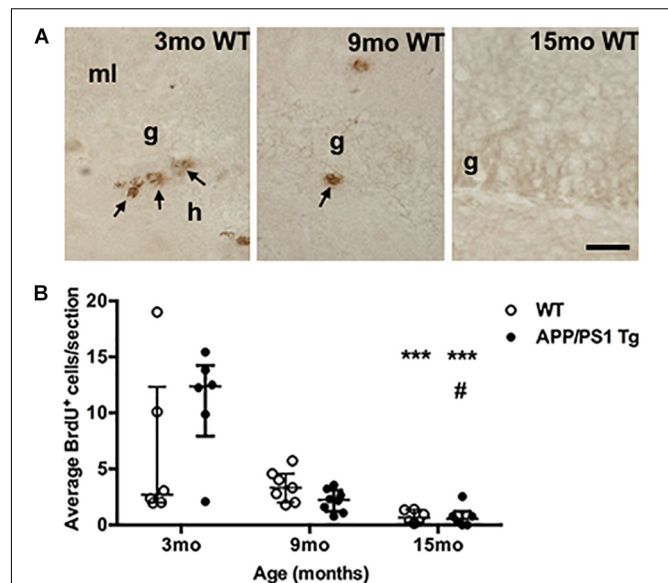 A
3mo WT
9mo WT
15mo WT
ml
g
g
g
h
B
WT
APP/PS1 Tg
***
***
#
20
15
10
5
0
Average BrdU⁺ cells/section
3mo
9mo
15mo
Age (months)